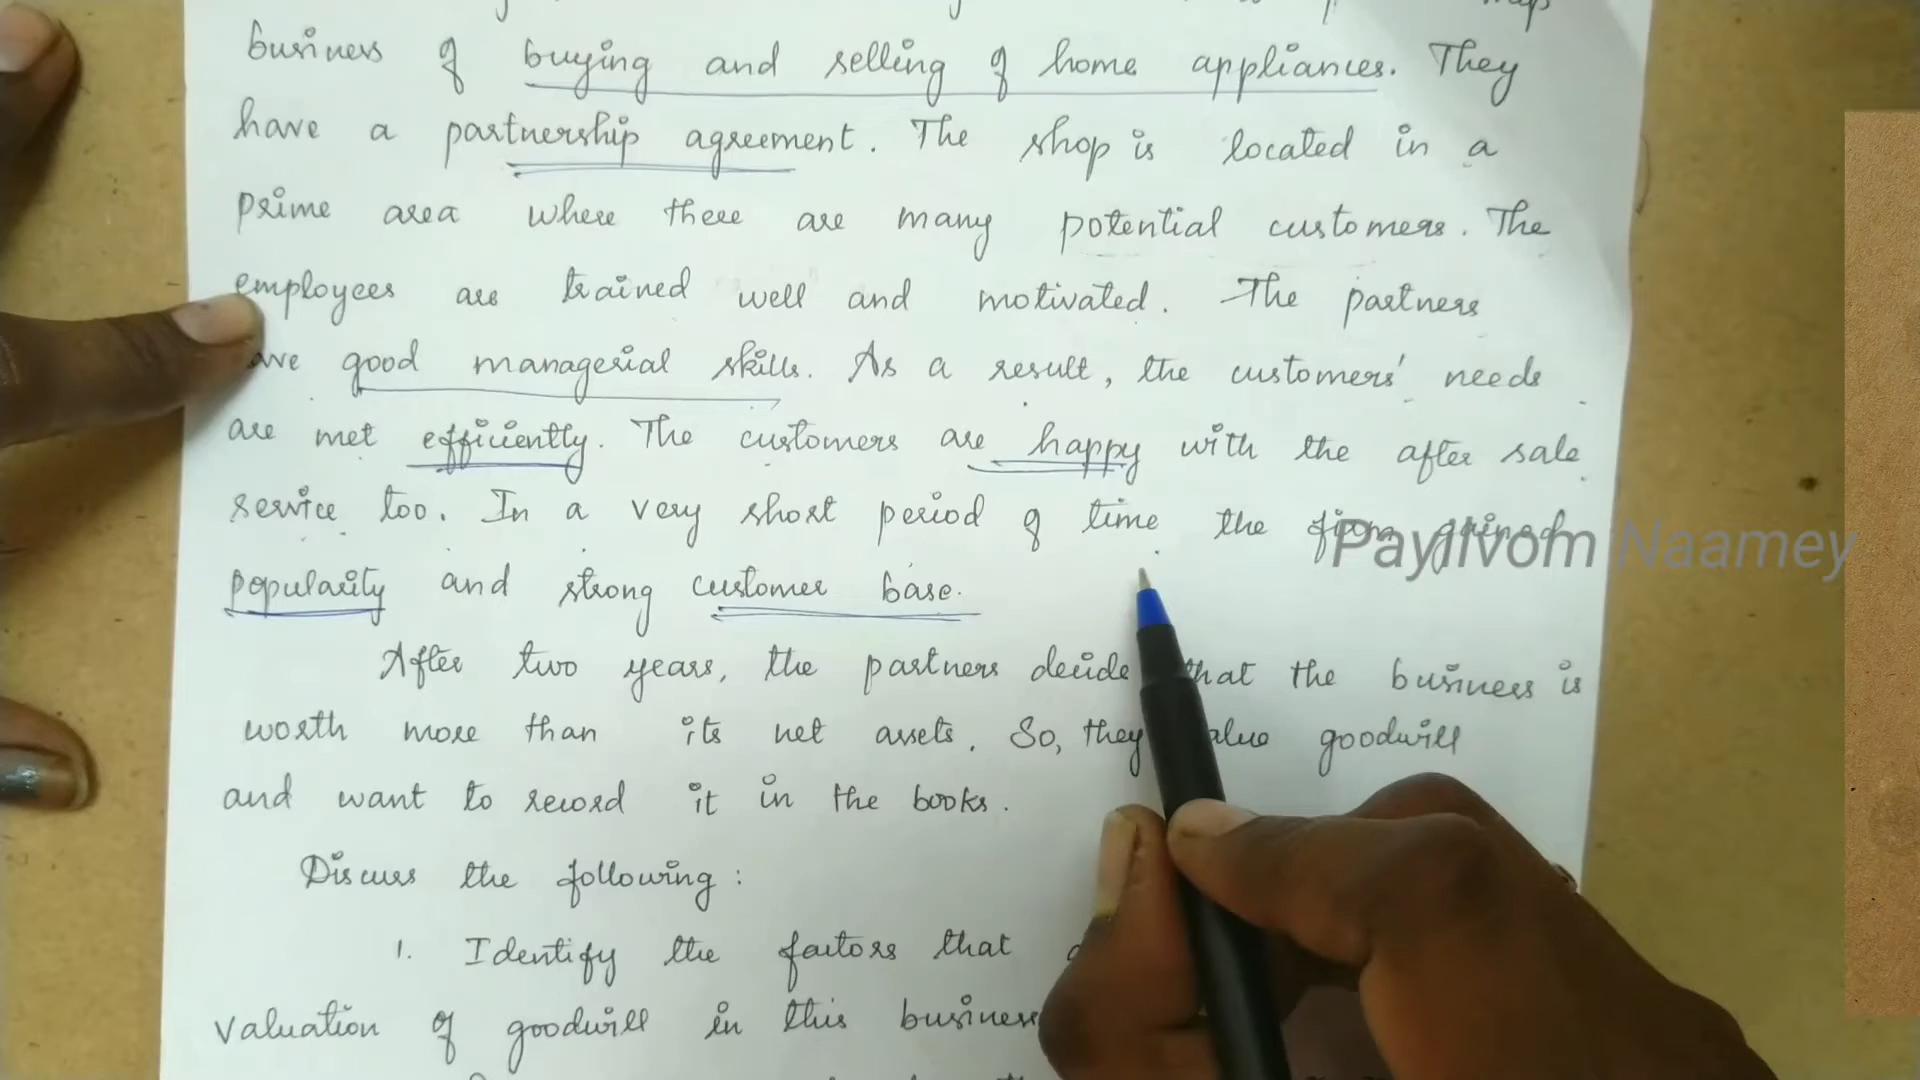 business of buying and selling of home appliances. They
have a partnership agreement. The shop is located in a
prime area where there are many potential customers. The
employees are trained well and motivated. The partners
good managerial skills. As a result, the customers' needs
are met efficiently. The customers are happy with the after sale
service too. In a very short period of time the firm gained
popularity and strong customer base.
Payilvom Naamey
After two years, the partners decide that the business is
worth more than its net assets. So, they value goodwill
and want to record it in the books.
Discuss the following:
1. Identify the factors that
valuation of goodwill in this business